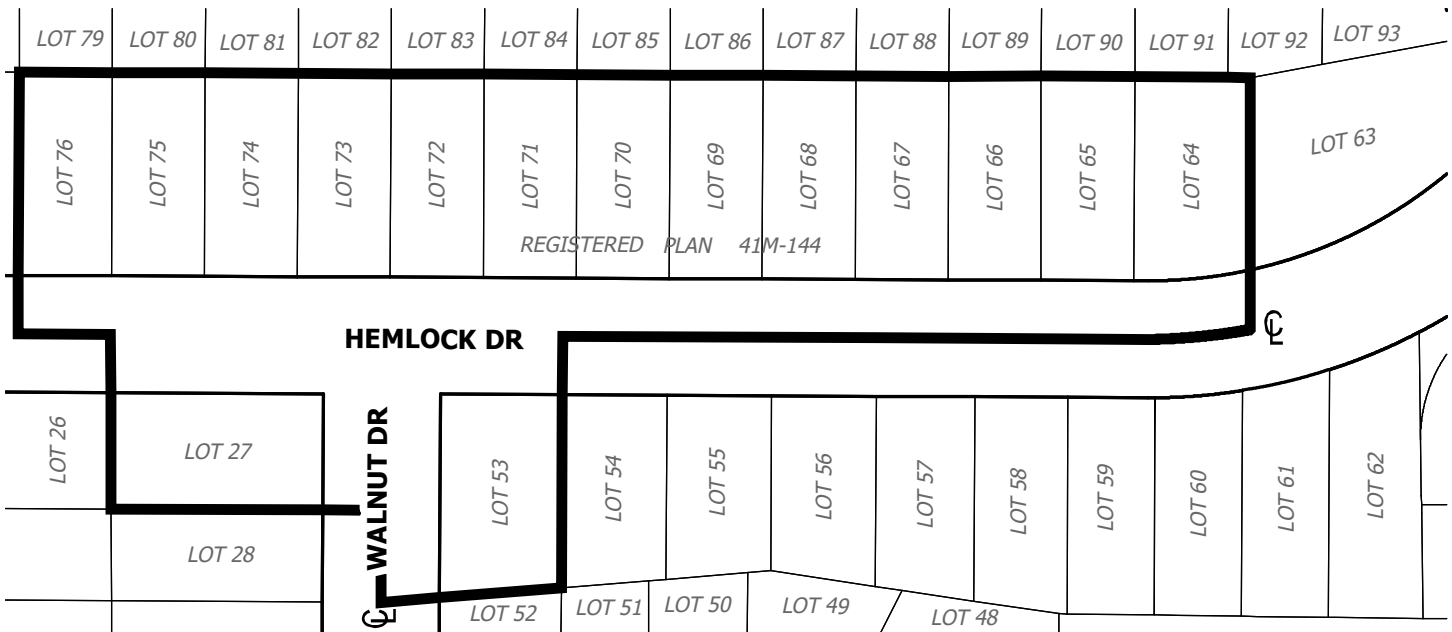 LOT 79 LOT 80 LOT 81 LOT 82 LOT 83 LOT 84 LOT 85 LOT 86 LOT 87 LOT 88 LOT 89 LOT 90 LOT 91 LOT 92 LOT 93
LOT 76 LOT 75 LOT 74 LOT 73 LOT 72 LOT 71 LOT 70 LOT 69 LOT 68 LOT 67 LOT 66 LOT 65 LOT 64 LOT 63
REGISTERED PLAN 41M-144
HEMLOCK DR
CL
LOT 26
LOT 27
WALNUT DR
LOT 53 LOT 54 LOT 55 LOT 56 LOT 57 LOT 58 LOT 59 LOT 60 LOT 61 LOT 62
LOT 28
CL
LOT 52 LOT 51 LOT 50 LOT 49 LOT 48